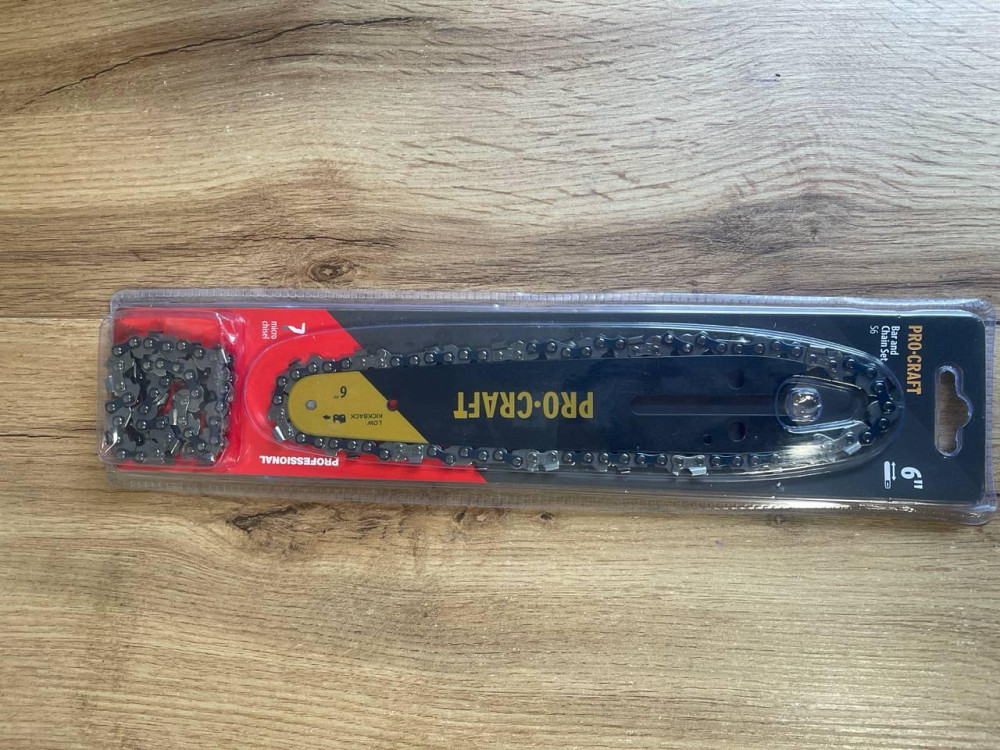 PRO-CRAFT
Bar and
Chain Set
S6
6"
PRO-CRAFT
LOW
KICKBACK
6"
PROFESSIONAL
7
micro
chisel